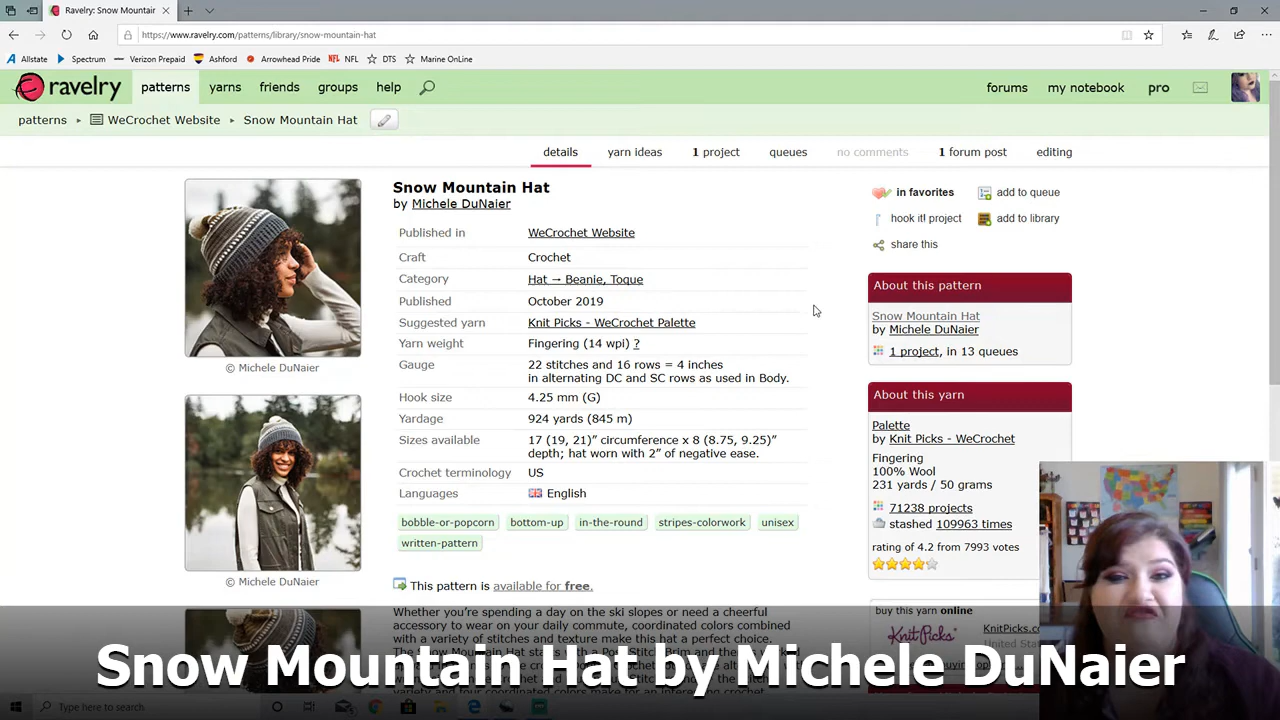 Ravelry: Snow Mountain
https://www.ravelry.com/patterns/library/snow-mountain-hat
Allstate Spectrum Verizon Prepaid Ashford Arrowhead Pride NFL NFL DTS Marine OnLine
ravelry patterns yarns friends groups help forums my notebook pro
patterns ▸ WeCrochet Website ▸ Snow Mountain Hat
details yarn ideas 1 project queues no comments 1 forum post editing
Snow Mountain Hat
by Michele DuNaier
Published in WeCrochet Website
Craft Crochet
Category Hat → Beanie, Toque
Published October 2019
Suggested yarn Knit Picks - WeCrochet Palette
Yarn weight Fingering (14 wpi) ?
Gauge 22 stitches and 16 rows = 4 inches
in alternating DC and SC rows as used in Body.
Hook size 4.25 mm (G)
Yardage 924 yards (845 m)
Sizes available 17 (19, 21)” circumference x 8 (8.75, 9.25)”
depth; hat worn with 2” of negative ease.
Crochet terminology US
Languages English
bobble-or-popcorn bottom-up in-the-round stripes-colorwork unisex
written-pattern
This pattern is available for free.
Whether you’re spending a day on the ski slopes or need a cheerful
accessory to wear on your daily commute, coordinated colors combined
with a variety of stitches and texture make this hat a perfect choice.
© Michele DuNaier
© Michele DuNaier
in favorites add to queue
hook it! project add to library
share this
About this pattern
Snow Mountain Hat
by Michele DuNaier
1 project, in 13 queues
About this yarn
Palette
by Knit Picks - WeCrochet
Fingering
100% Wool
231 yards / 50 grams
71238 projects
stashed 109963 times
rating of 4.2 from 7993 votes
buy this yarn online
KnitPicks KnitPicks.co
United States
Snow Mountain Hat by Michele DuNaier
Type here to search